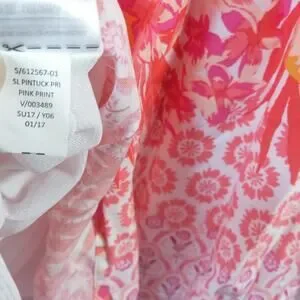 S/612567-01
SL PINTUCK PRI
PINK PRINT
V/003489
SU17 / Y06
01/17